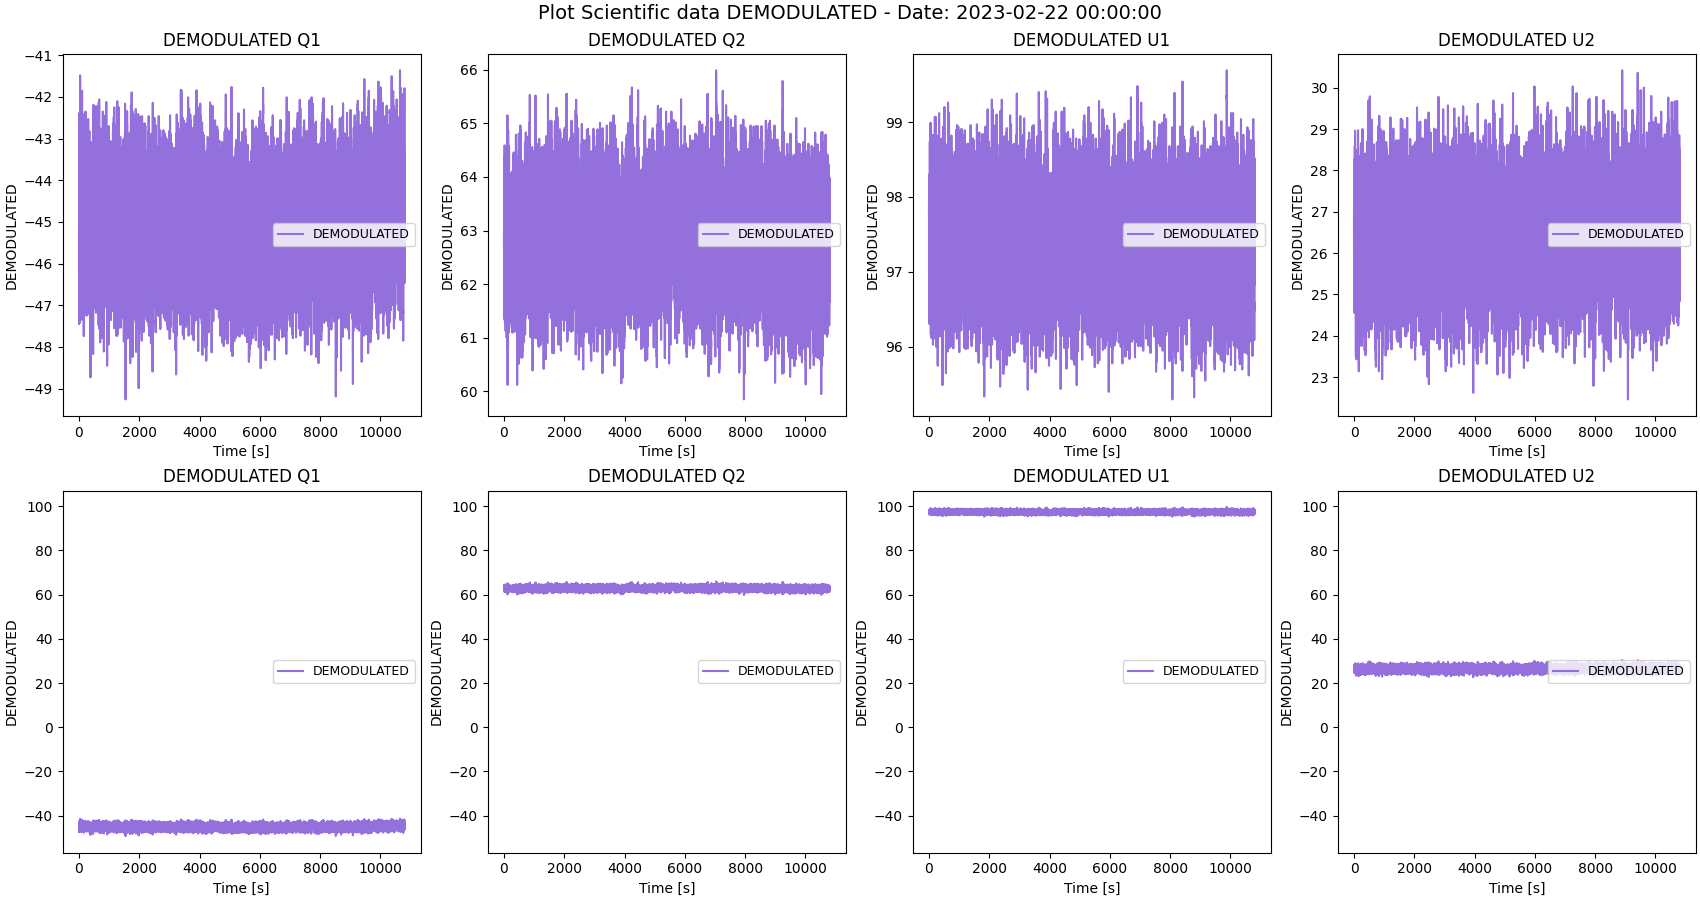 Plot Scientific data DEMODULATED - Date: 2023-02-22 00:00:00
DEMODULATED Q1
DEMODULATED
−41
−42
−43
−44
−45
−46
−47
−48
−49
DEMODULATED
0 2000 4000 6000 8000 10000
Time [s]
DEMODULATED Q2
DEMODULATED
66
65
64
63
62
61
60
DEMODULATED
0 2000 4000 6000 8000 10000
Time [s]
DEMODULATED U1
DEMODULATED
99
98
97
96
DEMODULATED
0 2000 4000 6000 8000 10000
Time [s]
DEMODULATED U2
DEMODULATED
30
29
28
27
26
25
24
23
DEMODULATED
0 2000 4000 6000 8000 10000
Time [s]
DEMODULATED Q1
DEMODULATED
100
80
60
40
20
0
−20
−40
DEMODULATED
0 2000 4000 6000 8000 10000
Time [s]
DEMODULATED Q2
DEMODULATED
100
80
60
40
20
0
−20
−40
DEMODULATED
0 2000 4000 6000 8000 10000
Time [s]
DEMODULATED U1
DEMODULATED
100
80
60
40
20
0
−20
−40
DEMODULATED
0 2000 4000 6000 8000 10000
Time [s]
DEMODULATED U2
DEMODULATED
100
80
60
40
20
0
−20
−40
DEMODULATED
0 2000 4000 6000 8000 10000
Time [s]